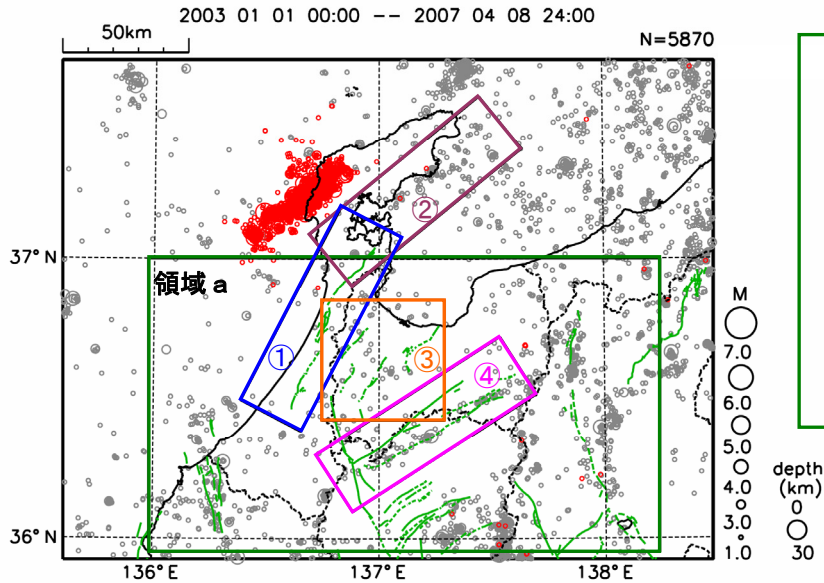 2003 01 01 00:00 -- 2007 04 08 24:00
50km
N=5870
②
37° N
領域 a
①
③
④
36° N
136° E
137° E
138° E
M
7.0
6.0
5.0
4.0
3.0
1.0
depth
(km)
0
30